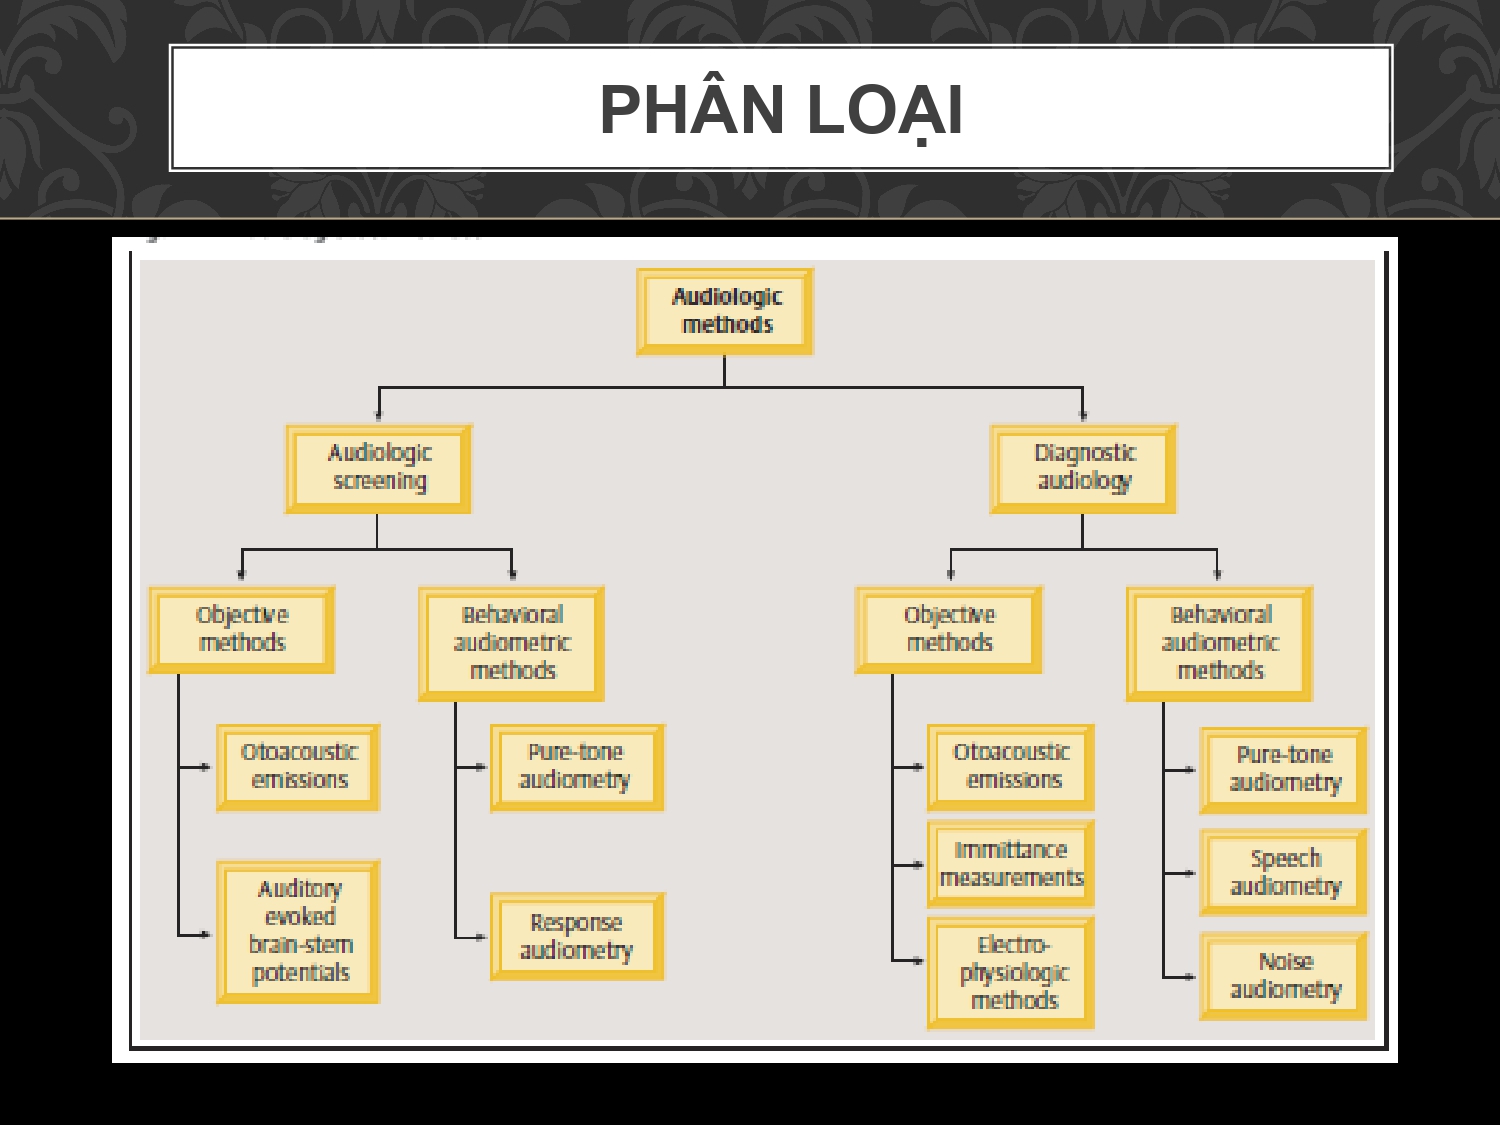 PHÂN LOẠI
Audiologic
methods
Audiologic
screening
Diagnostic
audiology
Objective
methods
Behavioral
audiometric
methods
Objective
methods
Behavioral
audiometric
methods
Otoacoustic
emissions
Pure-tone
audiometry
Otoacoustic
emissions
Pure-tone
audiometry
Immittance
measurements
Speech
audiometry
Auditory
evoked
brain-stem
potentials
Response
audiometry
Electro-
physiologic
methods
Noise
audiometry